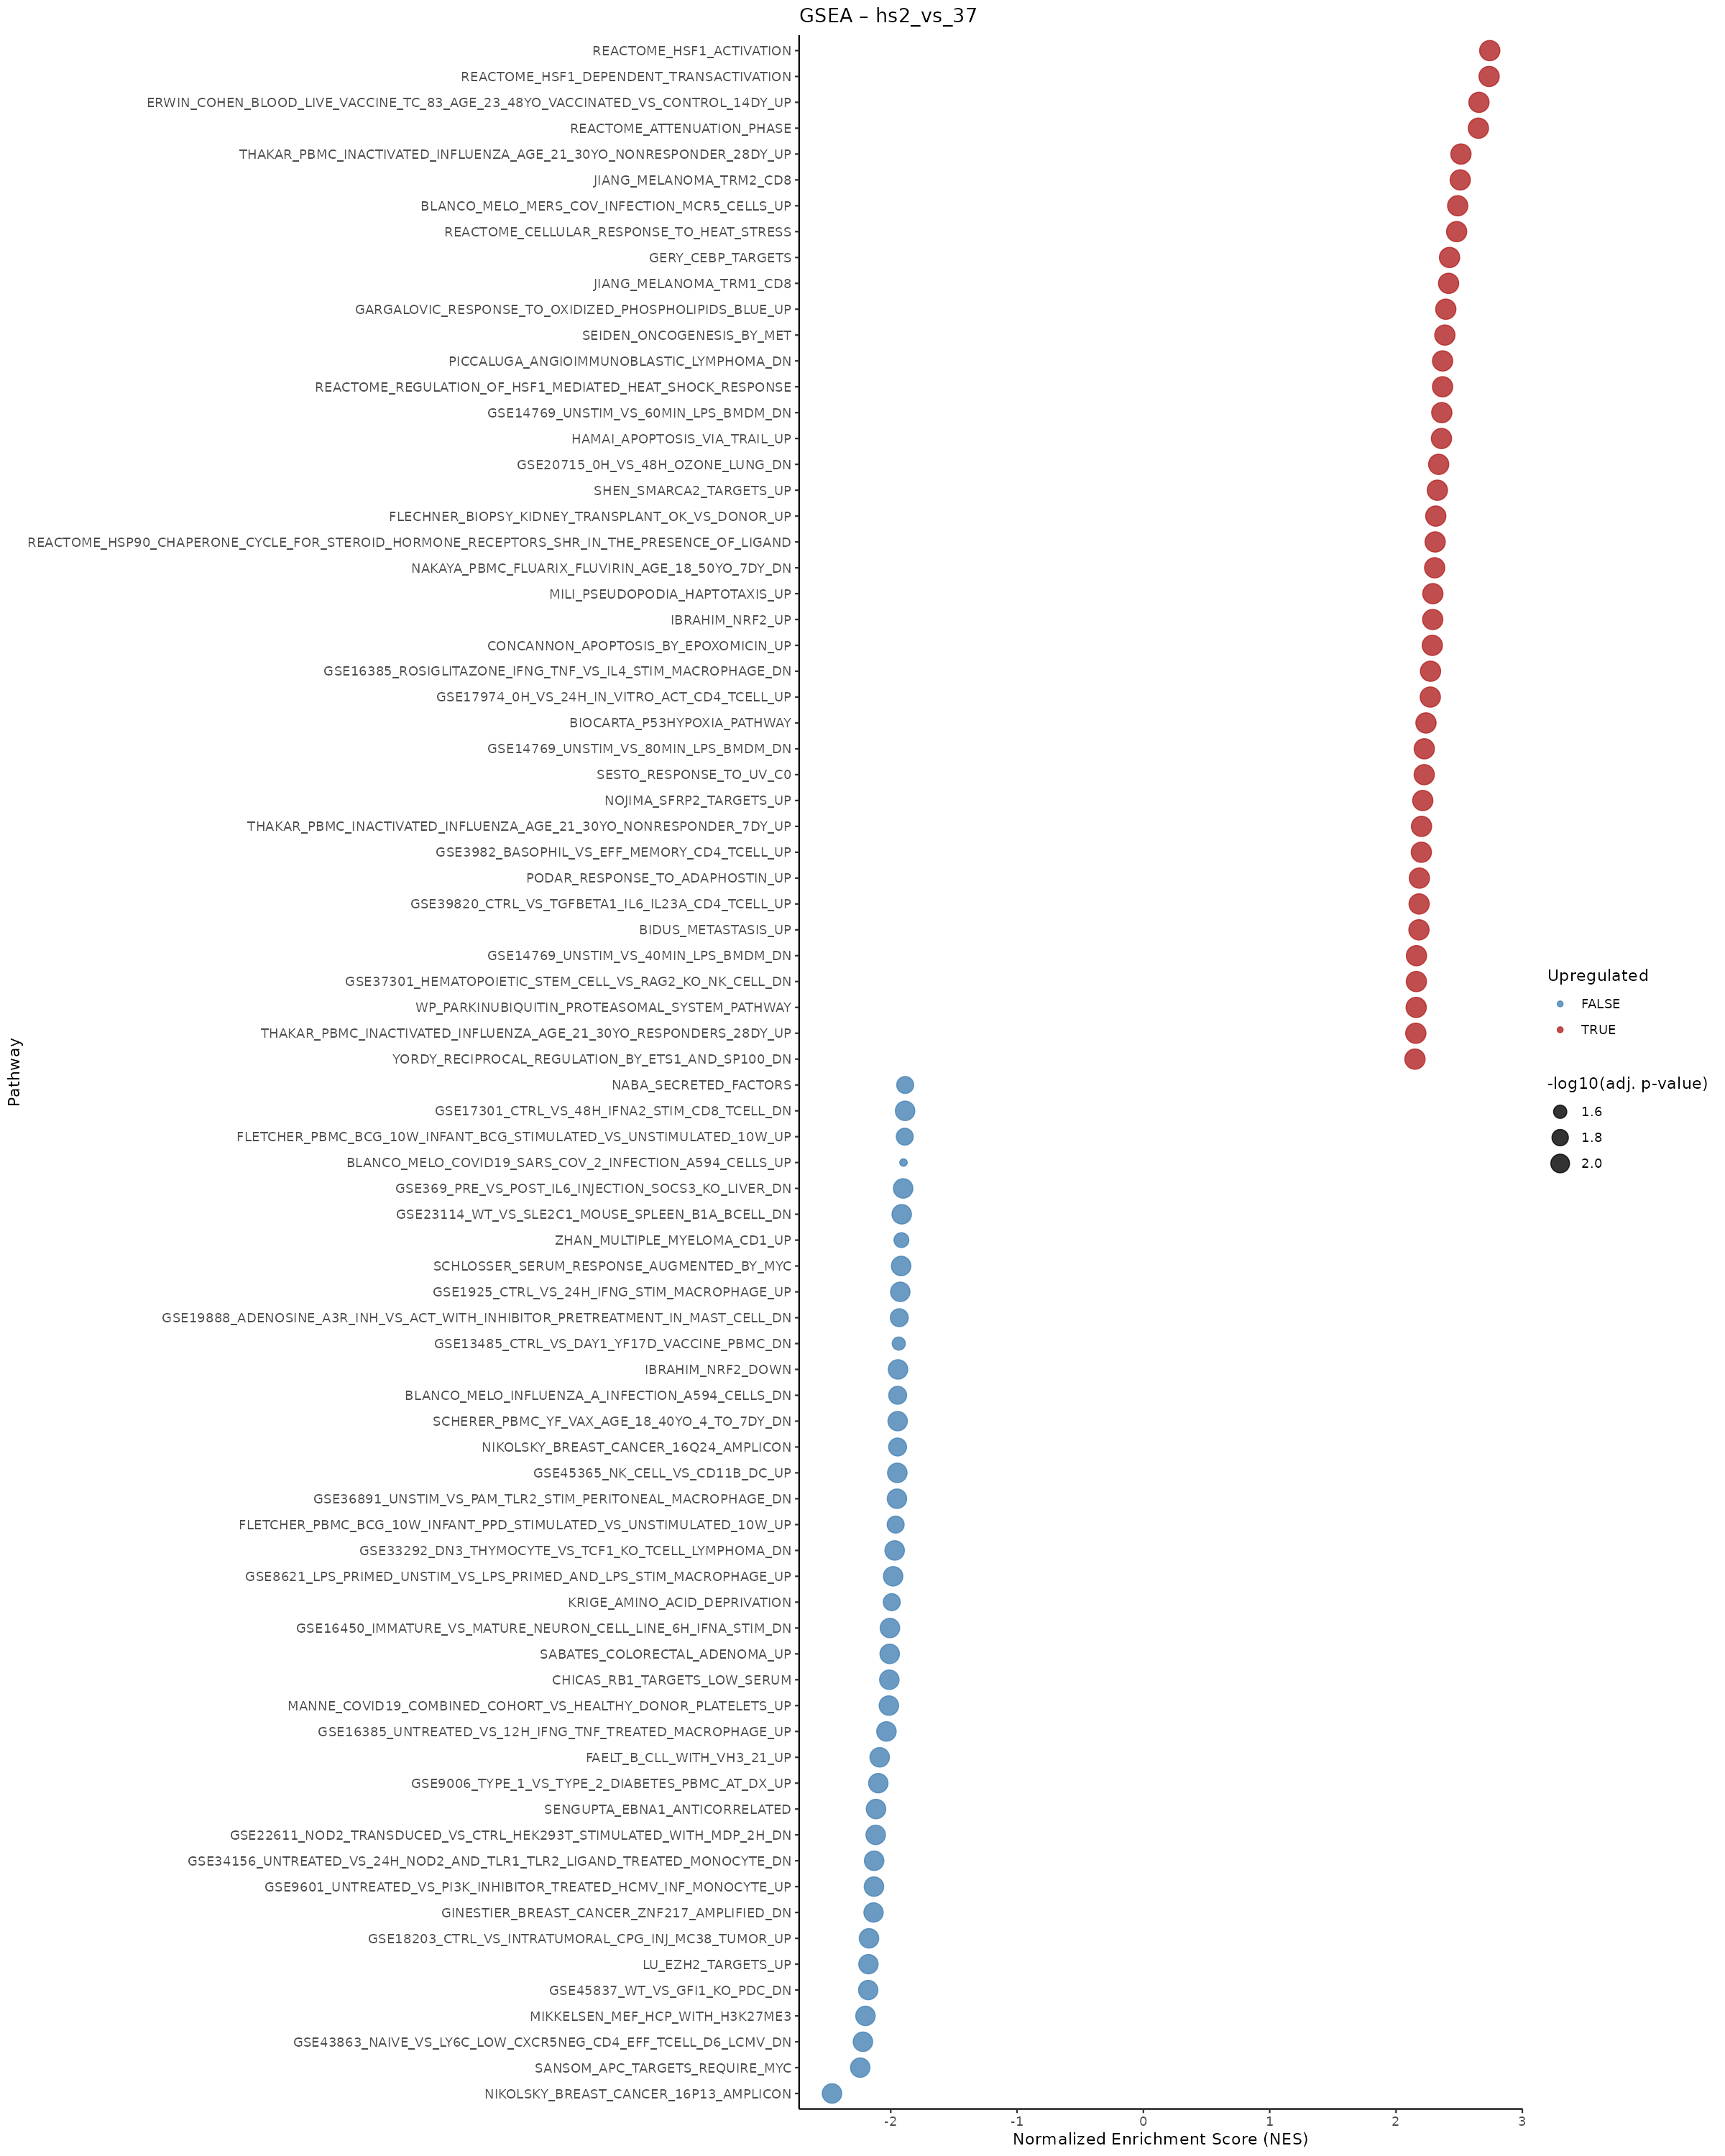 GSEA – hs2_vs_37
REACTOME_HSF1_ACTIVATION
REACTOME_HSF1_DEPENDENT_TRANSACTIVATION
ERWIN_COHEN_BLOOD_LIVE_VACCINE_TC_83_AGE_23_48YO_VACCINATED_VS_CONTROL_14DY_UP
REACTOME_ATTENUATION_PHASE
THAKAR_PBMC_INACTIVATED_INFLUENZA_AGE_21_30YO_NONRESPONDER_28DY_UP
JIANG_MELANOMA_TRM2_CD8
BLANCO_MELO_MERS_COV_INFECTION_MCR5_CELLS_UP
REACTOME_CELLULAR_RESPONSE_TO_HEAT_STRESS
GERY_CEBP_TARGETS
JIANG_MELANOMA_TRM1_CD8
GARGALOVIC_RESPONSE_TO_OXIDIZED_PHOSPHOLIPIDS_BLUE_UP
SEIDEN_ONCOGENESIS_BY_MET
PICCALUGA_ANGIOIMMUNOBLASTIC_LYMPHOMA_DN
REACTOME_REGULATION_OF_HSF1_MEDIATED_HEAT_SHOCK_RESPONSE
GSE14769_UNSTIM_VS_60MIN_LPS_BMDM_DN
HAMAI_APOPTOSIS_VIA_TRAIL_UP
GSE20715_0H_VS_48H_OZONE_LUNG_DN
SHEN_SMARCA2_TARGETS_UP
FLECHNER_BIOPSY_KIDNEY_TRANSPLANT_OK_VS_DONOR_UP
REACTOME_HSP90_CHAPERONE_CYCLE_FOR_STEROID_HORMONE_RECEPTORS_SHR_IN_THE_PRESENCE_OF_LIGAND
NAKAYA_PBMC_FLUARIX_FLUVIRIN_AGE_18_50YO_7DY_DN
MILI_PSEUDOPODIA_HAPTOTAXIS_UP
IBRAHIM_NRF2_UP
CONCANNON_APOPTOSIS_BY_EPOXOMICIN_UP
GSE16385_ROSIGLITAZONE_IFNG_TNF_VS_IL4_STIM_MACROPHAGE_DN
GSE17974_0H_VS_24H_IN_VITRO_ACT_CD4_TCELL_UP
BIOCARTA_P53HYPOXIA_PATHWAY
GSE14769_UNSTIM_VS_80MIN_LPS_BMDM_DN
SESTO_RESPONSE_TO_UV_C0
NOJIMA_SFRP2_TARGETS_UP
THAKAR_PBMC_INACTIVATED_INFLUENZA_AGE_21_30YO_NONRESPONDER_7DY_UP
GSE3982_BASOPHIL_VS_EFF_MEMORY_CD4_TCELL_UP
PODAR_RESPONSE_TO_ADAPHOSTIN_UP
GSE39820_CTRL_VS_TGFBETA1_IL6_IL23A_CD4_TCELL_UP
BIDUS_METASTASIS_UP
GSE14769_UNSTIM_VS_40MIN_LPS_BMDM_DN
GSE37301_HEMATOPOIETIC_STEM_CELL_VS_RAG2_KO_NK_CELL_DN
WP_PARKINUBIQUITIN_PROTEASOMAL_SYSTEM_PATHWAY
THAKAR_PBMC_INACTIVATED_INFLUENZA_AGE_21_30YO_RESPONDERS_28DY_UP
YORDY_RECIPROCAL_REGULATION_BY_ETS1_AND_SP100_DN
NABA_SECRETED_FACTORS
GSE17301_CTRL_VS_48H_IFNA2_STIM_CD8_TCELL_DN
FLETCHER_PBMC_BCG_10W_INFANT_BCG_STIMULATED_VS_UNSTIMULATED_10W_UP
BLANCO_MELO_COVID19_SARS_COV_2_INFECTION_A594_CELLS_UP
GSE369_PRE_VS_POST_IL6_INJECTION_SOCS3_KO_LIVER_DN
GSE23114_WT_VS_SLE2C1_MOUSE_SPLEEN_B1A_BCELL_DN
ZHAN_MULTIPLE_MYELOMA_CD1_UP
SCHLOSSER_SERUM_RESPONSE_AUGMENTED_BY_MYC
GSE1925_CTRL_VS_24H_IFNG_STIM_MACROPHAGE_UP
GSE19888_ADENOSINE_A3R_INH_VS_ACT_WITH_INHIBITOR_PRETREATMENT_IN_MAST_CELL_DN
GSE13485_CTRL_VS_DAY1_YF17D_VACCINE_PBMC_DN
IBRAHIM_NRF2_DOWN
BLANCO_MELO_INFLUENZA_A_INFECTION_A594_CELLS_DN
SCHERER_PBMC_YF_VAX_AGE_18_40YO_4_TO_7DY_DN
NIKOLSKY_BREAST_CANCER_16Q24_AMPLICON
GSE45365_NK_CELL_VS_CD11B_DC_UP
GSE36891_UNSTIM_VS_PAM_TLR2_STIM_PERITONEAL_MACROPHAGE_DN
FLETCHER_PBMC_BCG_10W_INFANT_PPD_STIMULATED_VS_UNSTIMULATED_10W_UP
GSE33292_DN3_THYMOCYTE_VS_TCF1_KO_TCELL_LYMPHOMA_DN
GSE8621_LPS_PRIMED_UNSTIM_VS_LPS_PRIMED_AND_LPS_STIM_MACROPHAGE_UP
KRIGE_AMINO_ACID_DEPRIVATION
GSE16450_IMMATURE_VS_MATURE_NEURON_CELL_LINE_6H_IFNA_STIM_DN
SABATES_COLORECTAL_ADENOMA_UP
CHICAS_RB1_TARGETS_LOW_SERUM
MANNE_COVID19_COMBINED_COHORT_VS_HEALTHY_DONOR_PLATELETS_UP
GSE16385_UNTREATED_VS_12H_IFNG_TNF_TREATED_MACROPHAGE_UP
FAELT_B_CLL_WITH_VH3_21_UP
GSE9006_TYPE_1_VS_TYPE_2_DIABETES_PBMC_AT_DX_UP
SENGUPTA_EBNA1_ANTICORRELATED
GSE22611_NOD2_TRANSDUCED_VS_CTRL_HEK293T_STIMULATED_WITH_MDP_2H_DN
GSE34156_UNTREATED_VS_24H_NOD2_AND_TLR1_TLR2_LIGAND_TREATED_MONOCYTE_DN
GSE9601_UNTREATED_VS_PI3K_INHIBITOR_TREATED_HCMV_INF_MONOCYTE_UP
GINESTIER_BREAST_CANCER_ZNF217_AMPLIFIED_DN
GSE18203_CTRL_VS_INTRATUMORAL_CPG_INJ_MC38_TUMOR_UP
LU_EZH2_TARGETS_UP
GSE45837_WT_VS_GFI1_KO_PDC_DN
MIKKELSEN_MEF_HCP_WITH_H3K27ME3
GSE43863_NAIVE_VS_LY6C_LOW_CXCR5NEG_CD4_EFF_TCELL_D6_LCMV_DN
SANSOM_APC_TARGETS_REQUIRE_MYC
NIKOLSKY_BREAST_CANCER_16P13_AMPLICON
Pathway
-2 -1 0 1 2 3
Normalized Enrichment Score (NES)
Upregulated
FALSE
TRUE
-log10(adj. p-value)
1.6
1.8
2.0